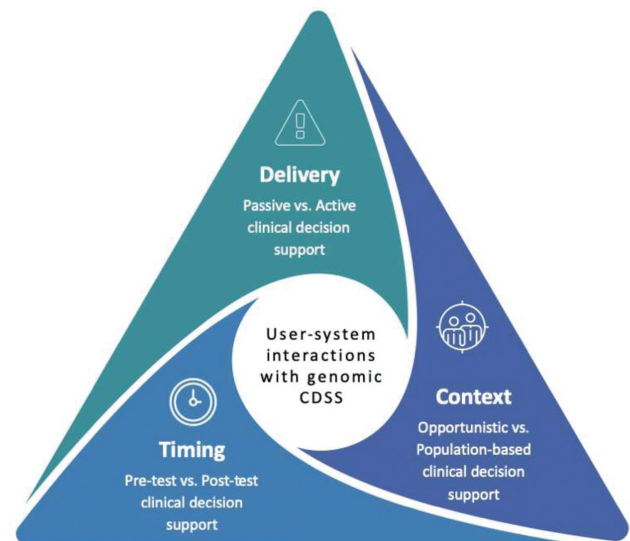 Delivery
Passive vs. Active
clinical decision
support
User-system
interactions
with genomic
CDSS
Context
Opportunistic vs.
Population-based
clinical decision
support
Timing
Pre-test vs. Post-test
clinical decision
support